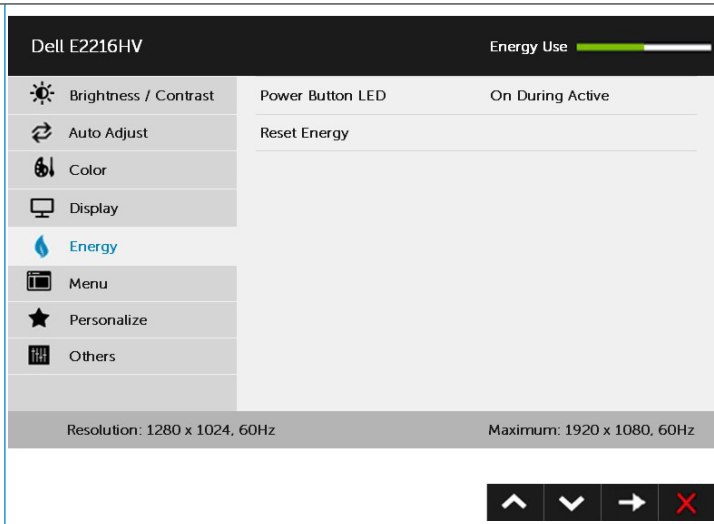 Dell E2216HV Energy Use
Brightness / Contrast Power Button LED On During Active
Auto Adjust Reset Energy
Color
Display
Energy
Menu
Personalize
Others
Resolution: 1280 x 1024, 60Hz Maximum: 1920 x 1080, 60Hz